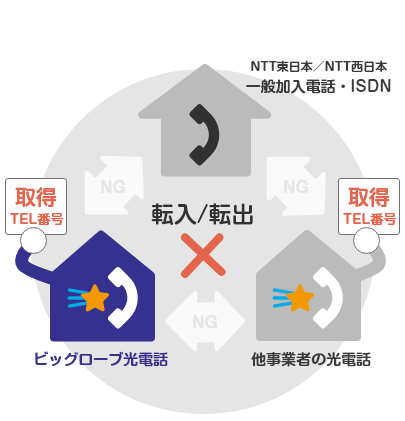 NTT東日本／NTT西日本
一般加入電話・ISDN
NG
NG
取得
TEL番号
取得
TEL番号
転入/転出
NG
ビッグローブ光電話
他事業者の光電話